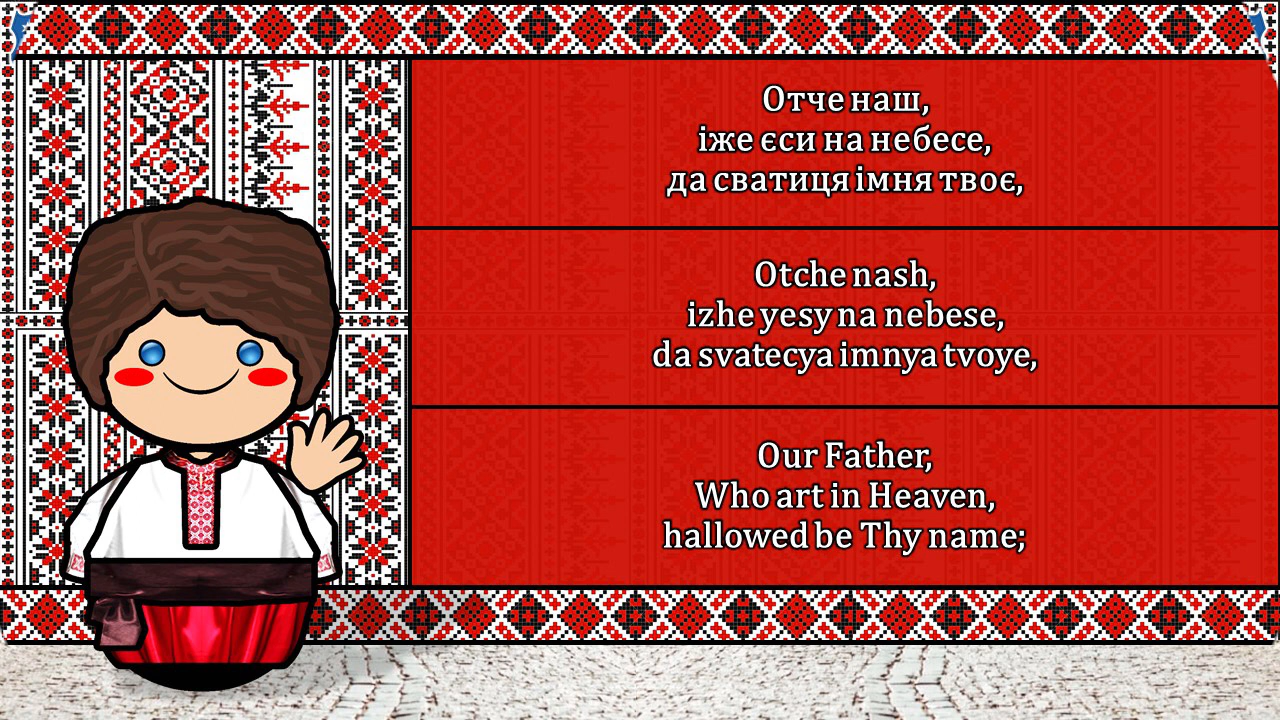 Отче наш,
іже єси на небесе,
да сватиця імня твоє,
Otche nash,
izhe yesy na nebese,
da svatecya imnya tvoye,
Our Father,
Who art in Heaven,
hallowed be Thy name;